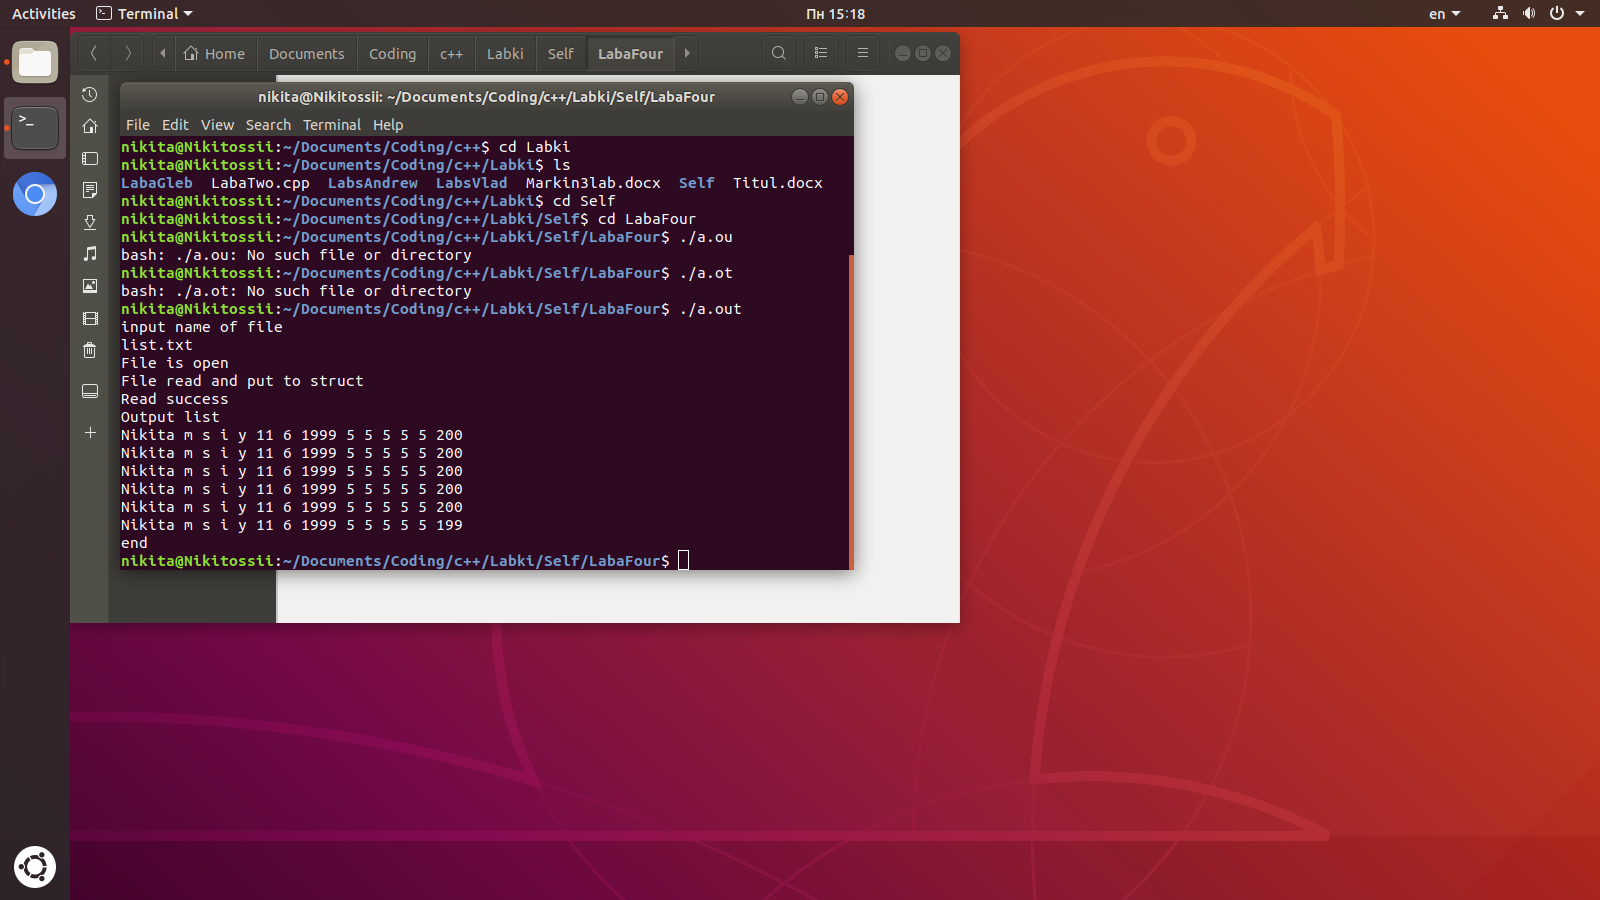 Activities Terminal Пн 15:18 en
Home Documents Coding c++ Labki Self LabaFour
nikita@Nikitossii: ~/Documents/Coding/c++/Labki/Self/LabaFour
File Edit View Search Terminal Help
nikita@Nikitossii:~/Documents/Coding/c++$ cd Labki
nikita@Nikitossii:~/Documents/Coding/c++/Labki$ ls
LabaGleb LabaTwo.cpp LabsAndrew LabsVlad Markin3lab.docx Self Titul.docx
nikita@Nikitossii:~/Documents/Coding/c++/Labki$ cd Self
nikita@Nikitossii:~/Documents/Coding/c++/Labki/Self$ cd LabaFour
nikita@Nikitossii:~/Documents/Coding/c++/Labki/Self/LabaFour$ ./a.ou
bash: ./a.ou: No such file or directory
nikita@Nikitossii:~/Documents/Coding/c++/Labki/Self/LabaFour$ ./a.ot
bash: ./a.ot: No such file or directory
nikita@Nikitossii:~/Documents/Coding/c++/Labki/Self/LabaFour$ ./a.out
input name of file
list.txt
File is open
File read and put to struct
Read success
Output list
Nikita m s i y 11 6 1999 5 5 5 5 5 200
Nikita m s i y 11 6 1999 5 5 5 5 5 200
Nikita m s i y 11 6 1999 5 5 5 5 5 200
Nikita m s i y 11 6 1999 5 5 5 5 5 200
Nikita m s i y 11 6 1999 5 5 5 5 5 200
Nikita m s i y 11 6 1999 5 5 5 5 5 199
end
nikita@Nikitossii:~/Documents/Coding/c++/Labki/Self/LabaFour$